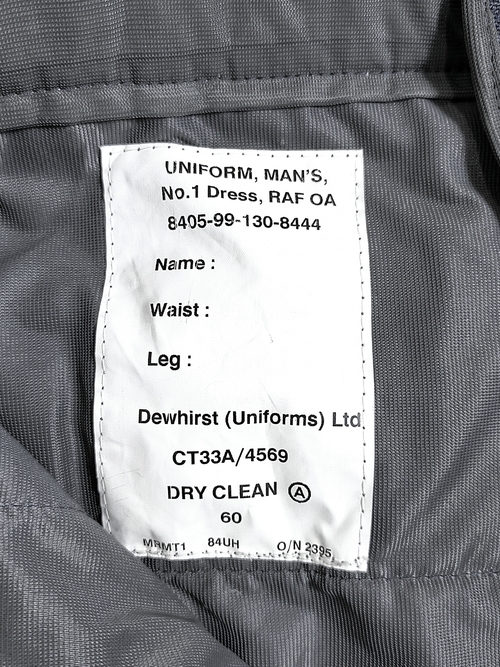 UNIFORM, MAN'S,
No.1 Dress, RAF OA
8405-99-130-8444
Name :
Waist :
Leg :
Dewhirst (Uniforms) Ltd
CT33A/4569
DRY CLEAN Ⓐ
60
MRMT1 84UH O/N 2395